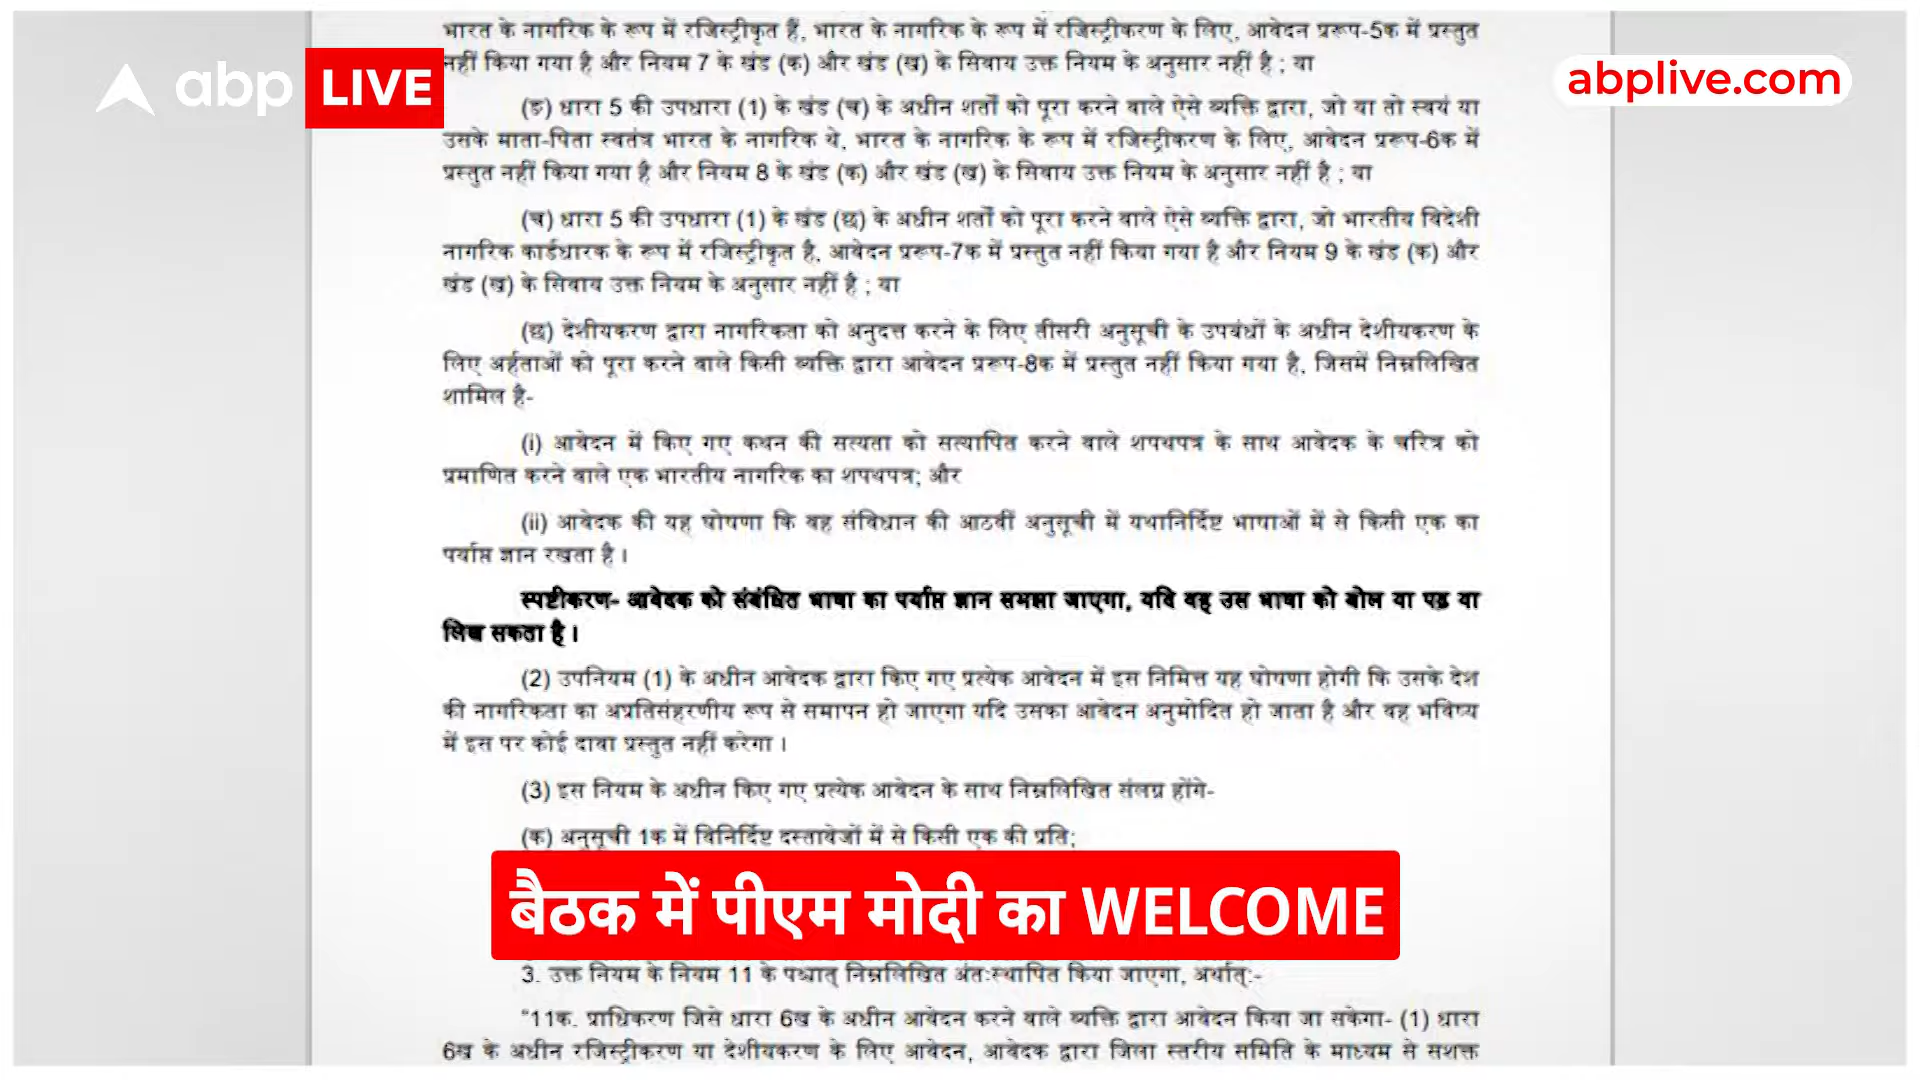 भारत के नागरिक के रूप में रजिस्ट्रीकृत हैं, भारत के नागरिक के रूप में रजिस्ट्रीकरण के लिए, आवेदन प्ररूप-5क में प्रस्तुत
नहीं किया गया है और नियम 7 के खंड (क) और खंड (ख) के सिवाय उक्त नियम के अनुसार नहीं है ; या
abp LIVE
abplive.com
(ङ) धारा 5 की उपधारा (1) के खंड (च) के अधीन शर्तों को पूरा करने वाले ऐसे व्यक्ति द्वारा, जो या तो स्वयं या
उसके माता-पिता स्वतंत्र भारत के नागरिक थे, भारत के नागरिक के रूप में रजिस्ट्रीकरण के लिए, आवेदन प्ररूप-6क में
प्रस्तुत नहीं किया गया है और नियम 8 के खंड (क) और खंड (ख) के सिवाय उक्त नियम के अनुसार नहीं है ; या
(च) धारा 5 की उपधारा (1) के खंड (छ) के अधीन शर्तों को पूरा करने वाले ऐसे व्यक्ति द्वारा, जो भारतीय विदेशी
नागरिक कार्डधारक के रूप में रजिस्ट्रीकृत है, आवेदन प्ररूप-7क में प्रस्तुत नहीं किया गया है और नियम 9 के खंड (क) और
खंड (ख) के सिवाय उक्त नियम के अनुसार नहीं है ; या
(छ) देशीयकरण द्वारा नागरिकता को अनुदत्त करने के लिए तीसरी अनुसूची के उपबंधों के अधीन देशीयकरण के
लिए अर्हताओं को पूरा करने वाले किसी व्यक्ति द्वारा आवेदन प्ररूप-8क में प्रस्तुत नहीं किया गया है, जिसमें निम्नलिखित
शामिल है-
(i) आवेदन में किए गए कथन की सत्यता को सत्यापित करने वाले शपथपत्र के साथ आवेदक के चरित्र को
प्रमाणित करने वाले एक भारतीय नागरिक का शपथपत्र; और
(ii) आवेदक की यह घोषणा कि वह संविधान की आठवीं अनुसूची में यथानिर्दिष्ट भाषाओं में से किसी एक का
पर्याप्त ज्ञान रखता है ।
स्पष्टीकरण- आवेदक को संबंधित भाषा का पर्याप्त ज्ञान समझा जाएगा, यदि वह उस भाषा को बोल या पढ या
लिख सकता है ।
(2) उपनियम (1) के अधीन आवेदक द्वारा किए गए प्रत्येक आवेदन में इस निमित्त यह घोषणा होगी कि उसके देश
की नागरिकता का अप्रतिसंहरणीय रूप से समापन हो जाएगा यदि उसका आवेदन अनुमोदित हो जाता है और वह भविष्य
में इस पर कोई दावा प्रस्तुत नहीं करेगा ।
(3) इस नियम के अधीन किए गए प्रत्येक आवेदन के साथ निम्नलिखित संलग्न होंगे-
(क) अनुसूची 1क में विनिर्दिष्ट दस्तावेजों में से किसी एक की प्रति;
बैठक में पीएम मोदी का WELCOME
3. उक्त नियम के नियम 11 के पश्चात् निम्नलिखित अंतःस्थापित किया जाएगा, अर्थात्:-
"11क. प्राधिकरण जिसे धारा 6ख के अधीन आवेदन करने वाले व्यक्ति द्वारा आवेदन किया जा सकेगा- (1) धारा
6ख के अधीन रजिस्ट्रीकरण या देशीयकरण के लिए आवेदन, आवेदक द्वारा जिला स्तरीय समिति के माध्यम से सशक्त